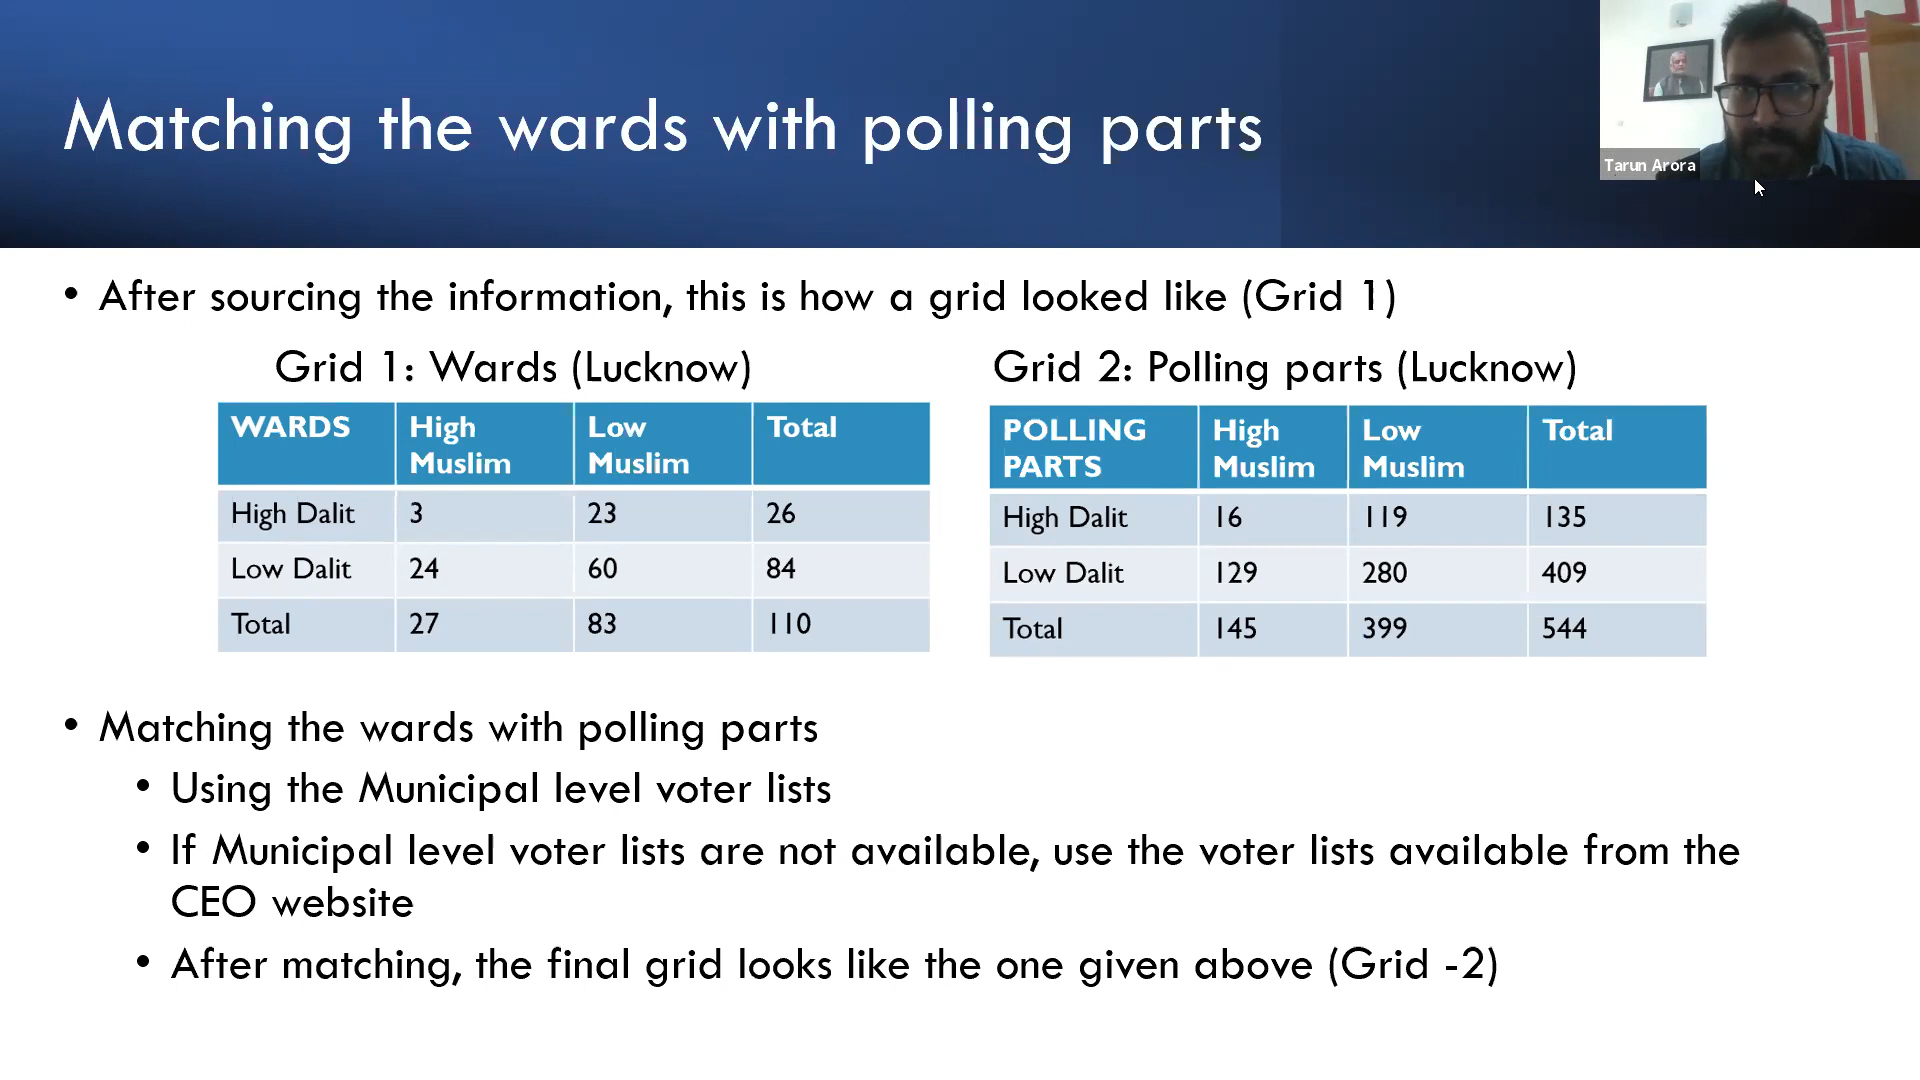 Matching the wards with polling parts
Tarun Arora
• After sourcing the information, this is how a grid looked like (Grid 1)
Grid 1: Wards (Lucknow)
WARDS High Muslim Low Muslim Total
High Dalit 3 23 26
Low Dalit 24 60 84
Total 27 83 110
Grid 2: Polling parts (Lucknow)
POLLING PARTS High Muslim Low Muslim Total
High Dalit 16 119 135
Low Dalit 129 280 409
Total 145 399 544
• Matching the wards with polling parts
• Using the Municipal level voter lists
• If Municipal level voter lists are not available, use the voter lists available from the
CEO website
• After matching, the final grid looks like the one given above (Grid -2)